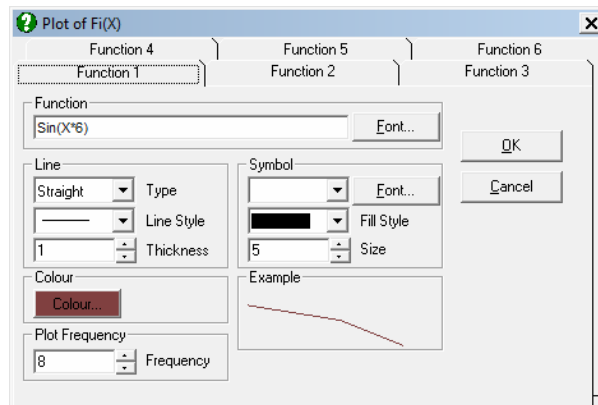 Plot of Fi(X)
Function 4
Function 5
Function 6
Function 1
Function 2
Function 3
Function
Sin(X*6)
Font...
OK
Cancel
Line
Straight
Type
Line Style
1
Thickness
Symbol
Font...
Fill Style
5
Size
Colour
Colour...
Example
Plot Frequency
8
Frequency